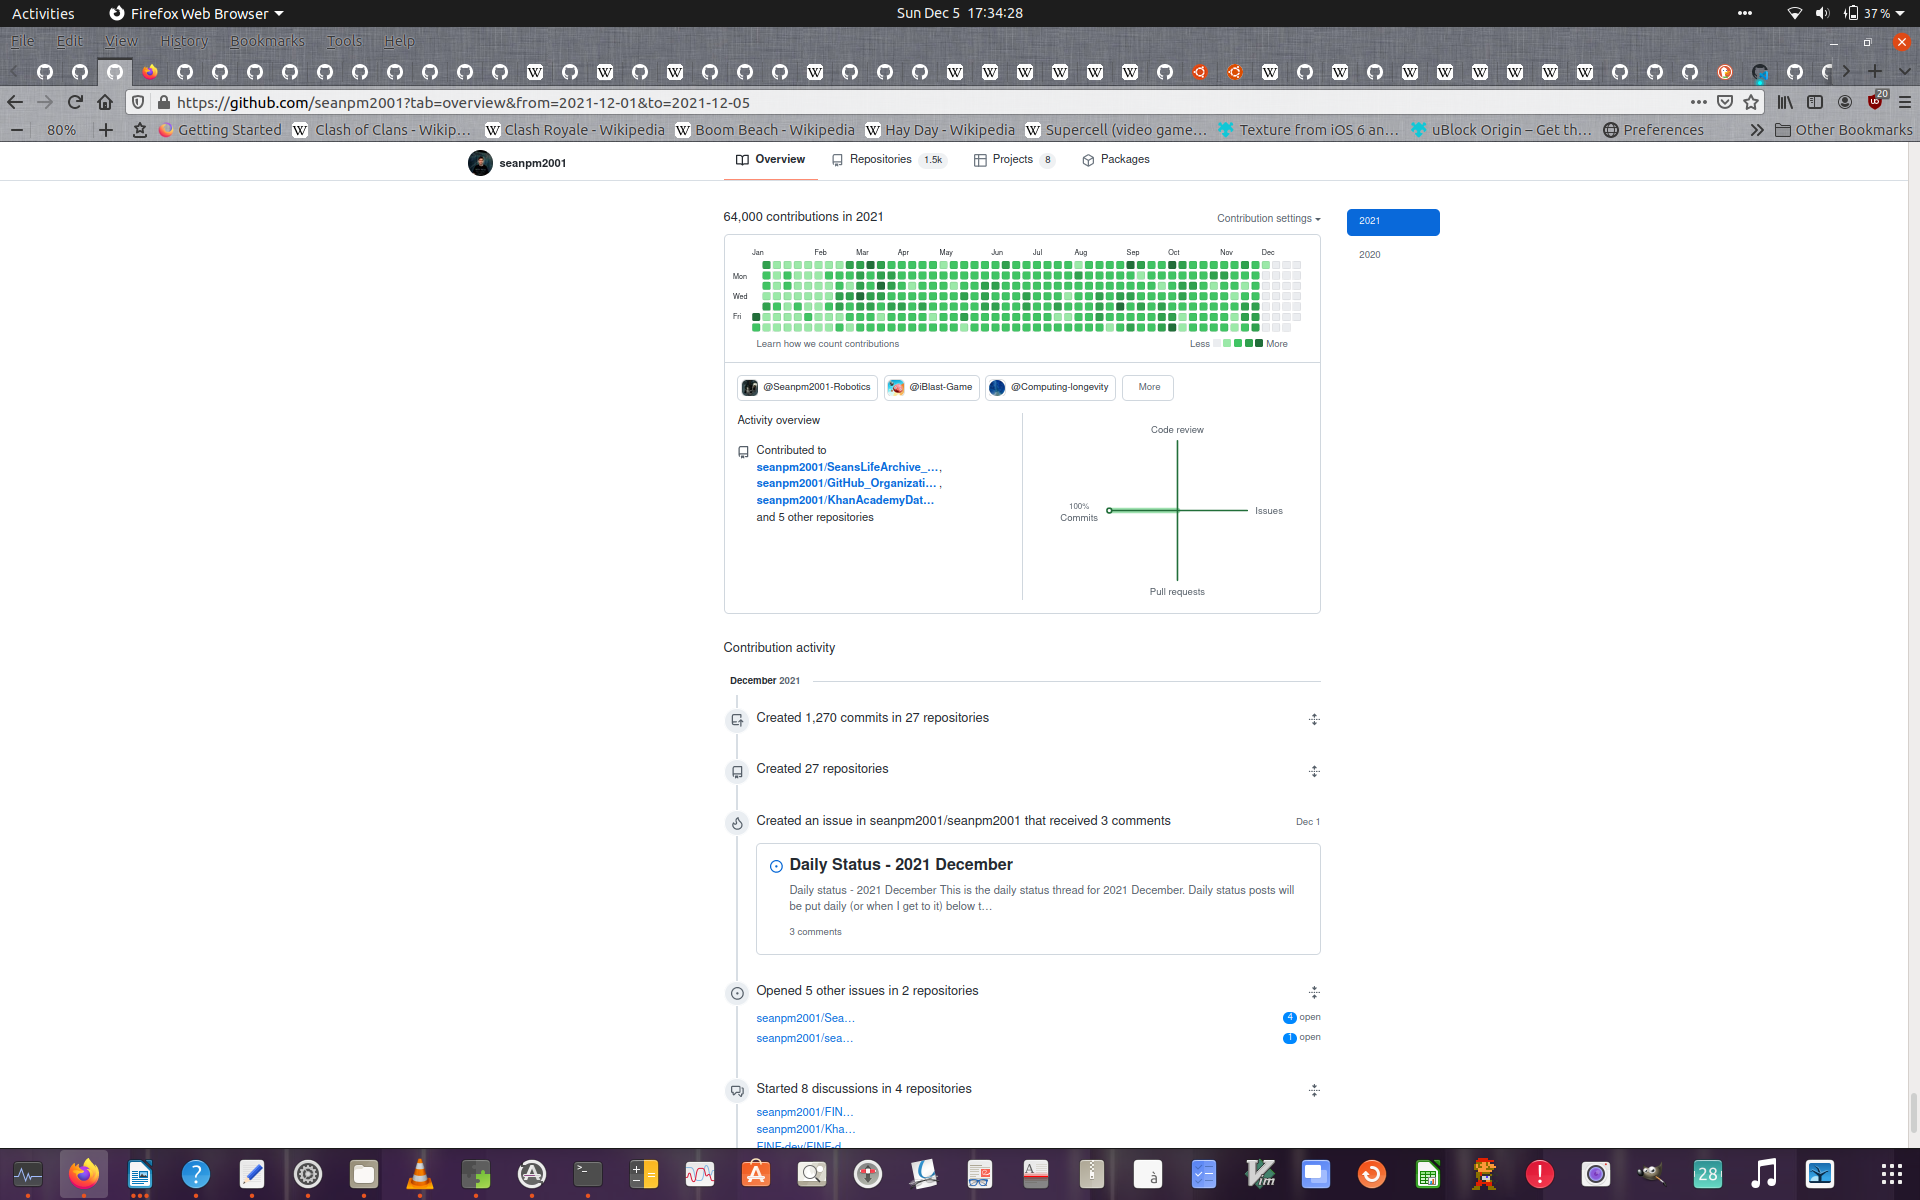 Activities Firefox Web Browser Sun Dec 5 17:34:28 37 %
File Edit View History Bookmarks Tools Help
https://github.com/seanpm2001?tab=overview&from=2021-12-01&to=2021-12-05 20
80% Getting Started Clash of Clans - Wikip… Clash Royale - Wikipedia Boom Beach - Wikipedia Hay Day - Wikipedia Supercell (video game… Texture from iOS 6 an… uBlock Origin – Get th… Preferences Other Bookmarks
seanpm2001 Overview Repositories 1.5k Projects 8 Packages
64,000 contributions in 2021 Contribution settings 2021
2020
Jan Feb Mar Apr May Jun Jul Aug Sep Oct Nov Dec
Mon
Wed
Fri
Learn how we count contributions Less More
@Seanpm2001-Robotics @iBlast-Game @Computing-longevity More
Activity overview
Contributed to
seanpm2001/SeansLifeArchive_…,
seanpm2001/GitHub_Organizati… ,
seanpm2001/KhanAcademyDat…
and 5 other repositories
Code review
100%
Commits
Issues
Pull requests
Contribution activity
December 2021
Created 1,270 commits in 27 repositories
Created 27 repositories
Created an issue in seanpm2001/seanpm2001 that received 3 comments Dec 1
Daily Status - 2021 December
Daily status - 2021 December This is the daily status thread for 2021 December. Daily status posts will
be put daily (or when I get to it) below t…
3 comments
Opened 5 other issues in 2 repositories
seanpm2001/Sea… 4 open
seanpm2001/sea… 1 open
Started 8 discussions in 4 repositories
seanpm2001/FIN…
seanpm2001/Kha…
FINF-dev/FINF-d…
28